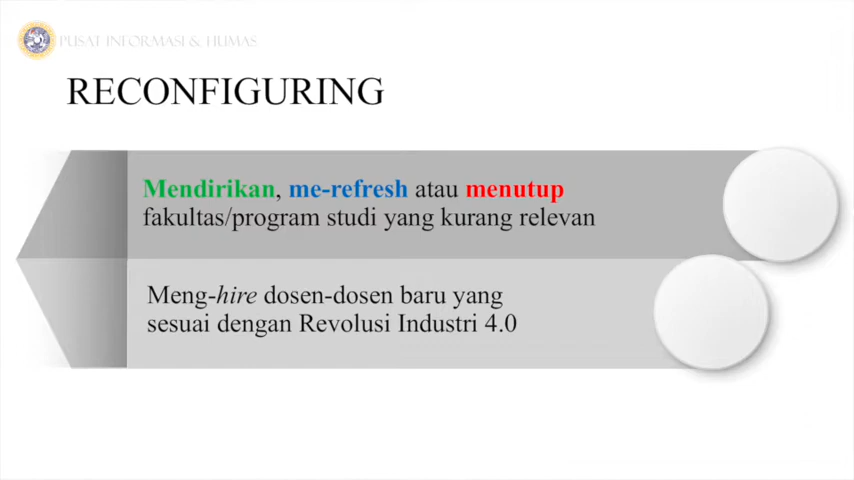 PUSAT INFORMASI & HUMAS
RECONFIGURING
Mendirikan, me-refresh atau menutup
fakultas/program studi yang kurang relevan
Meng-hire dosen-dosen baru yang
sesuai dengan Revolusi Industri 4.0